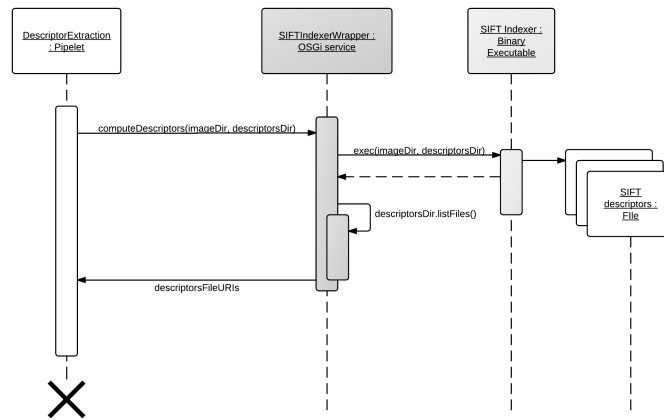 DescriptorExtraction
: Pipelet
SIFTIndexerWrapper :
OSGi service
SIFT Indexer :
Binary
Executable
computeDescriptors(imageDir, descriptorsDir)
exec(imageDir, descriptorsDir)
SIFT
descriptors :
FIle
descriptorsDir.listFiles()
descriptorsFileURIs